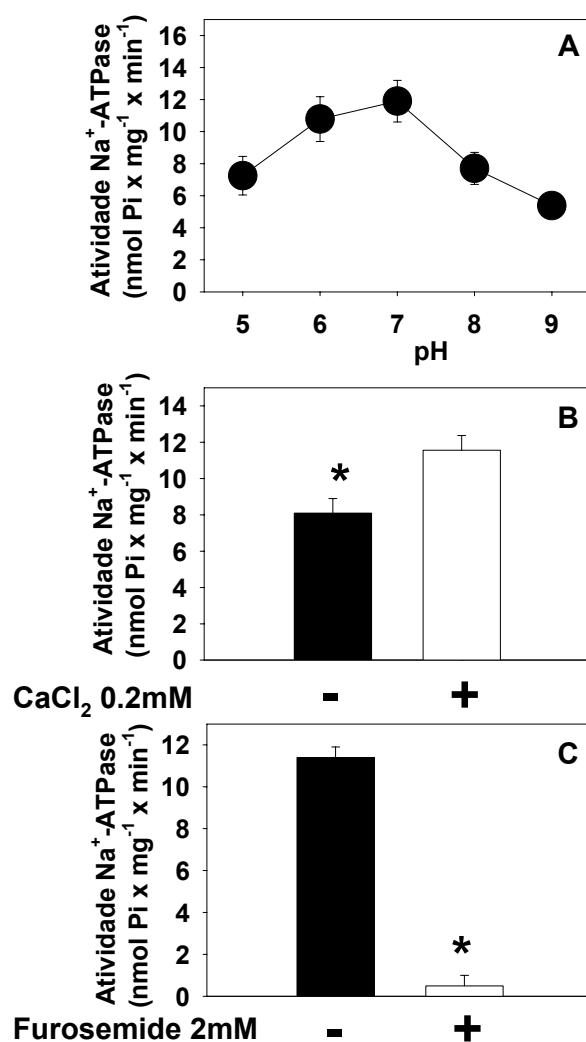 A
Atividade Na⁺-ATPase
(nmol Pi x mg⁻¹ x min⁻¹)
16
14
12
10
8
6
4
2
0
5 6 7 8 9
pH
B
Atividade Na⁺-ATPase
(nmol Pi x mg⁻¹ x min⁻¹)
14
12
10
8
6
4
2
0
*
CaCl₂ 0.2mM - +
C
Atividade Na⁺-ATPase
(nmol Pi x mg⁻¹ x min⁻¹)
12
10
8
6
4
2
0
*
Furosemide 2mM - +